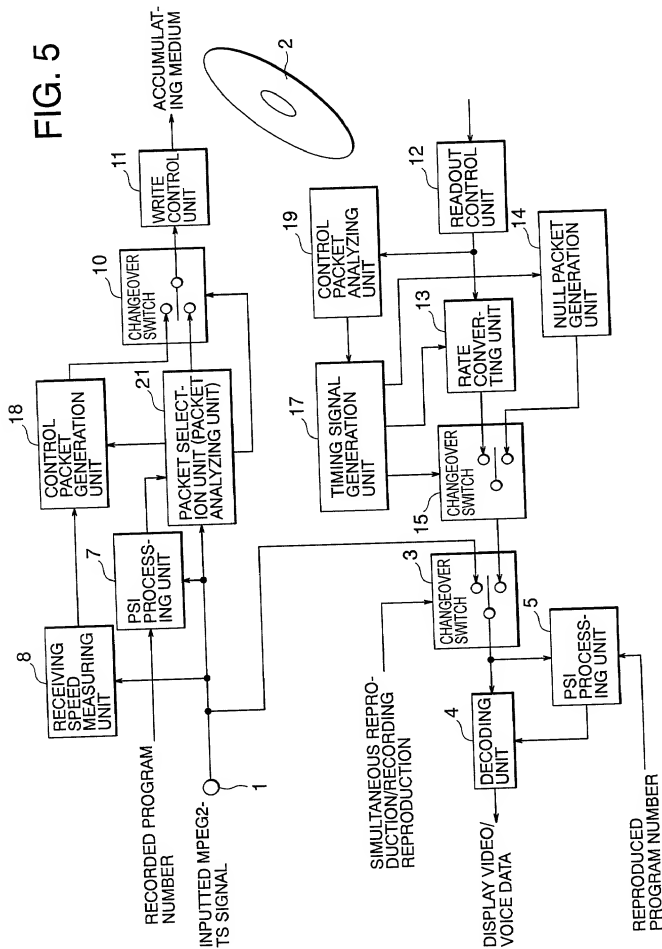 FIG. 5
RECEIVING
SPEED
MEASURING
UNIT
8
RECORDED PROGRAM
NUMBER
PSI
PROCESS-
ING UNIT
7
CONTROL
PACKET
GENERATION
UNIT
18
PACKET SELECT-
ION UNIT (PACKET
ANALYZING UNIT)
21
CHANGEOVER
SWITCH
10
WRITE
CONTROL
UNIT
11
ACCUMULAT-
ING MEDIUM
2
INPUTTED MPEG2-
TS SIGNAL
1
SIMULTANEOUS REPRO-
DUCTION/RECORDING
REPRODUCTION
CHANGEOVER
SWITCH
3
DECODING
UNIT
4
DISPLAY VIDEO/
VOICE DATA
PSI
PROCESS-
ING UNIT
5
REPRODUCED
PROGRAM NUMBER
TIMING SIGNAL
GENERATION
UNIT
17
CONTROL
PACKET
ANALYZING
UNIT
19
CHANGEOVER
SWITCH
15
RATE
CONVER-
TING UNIT
13
READOUT
CONTROL
UNIT
12
NULL PACKET
GENERATION
UNIT
14